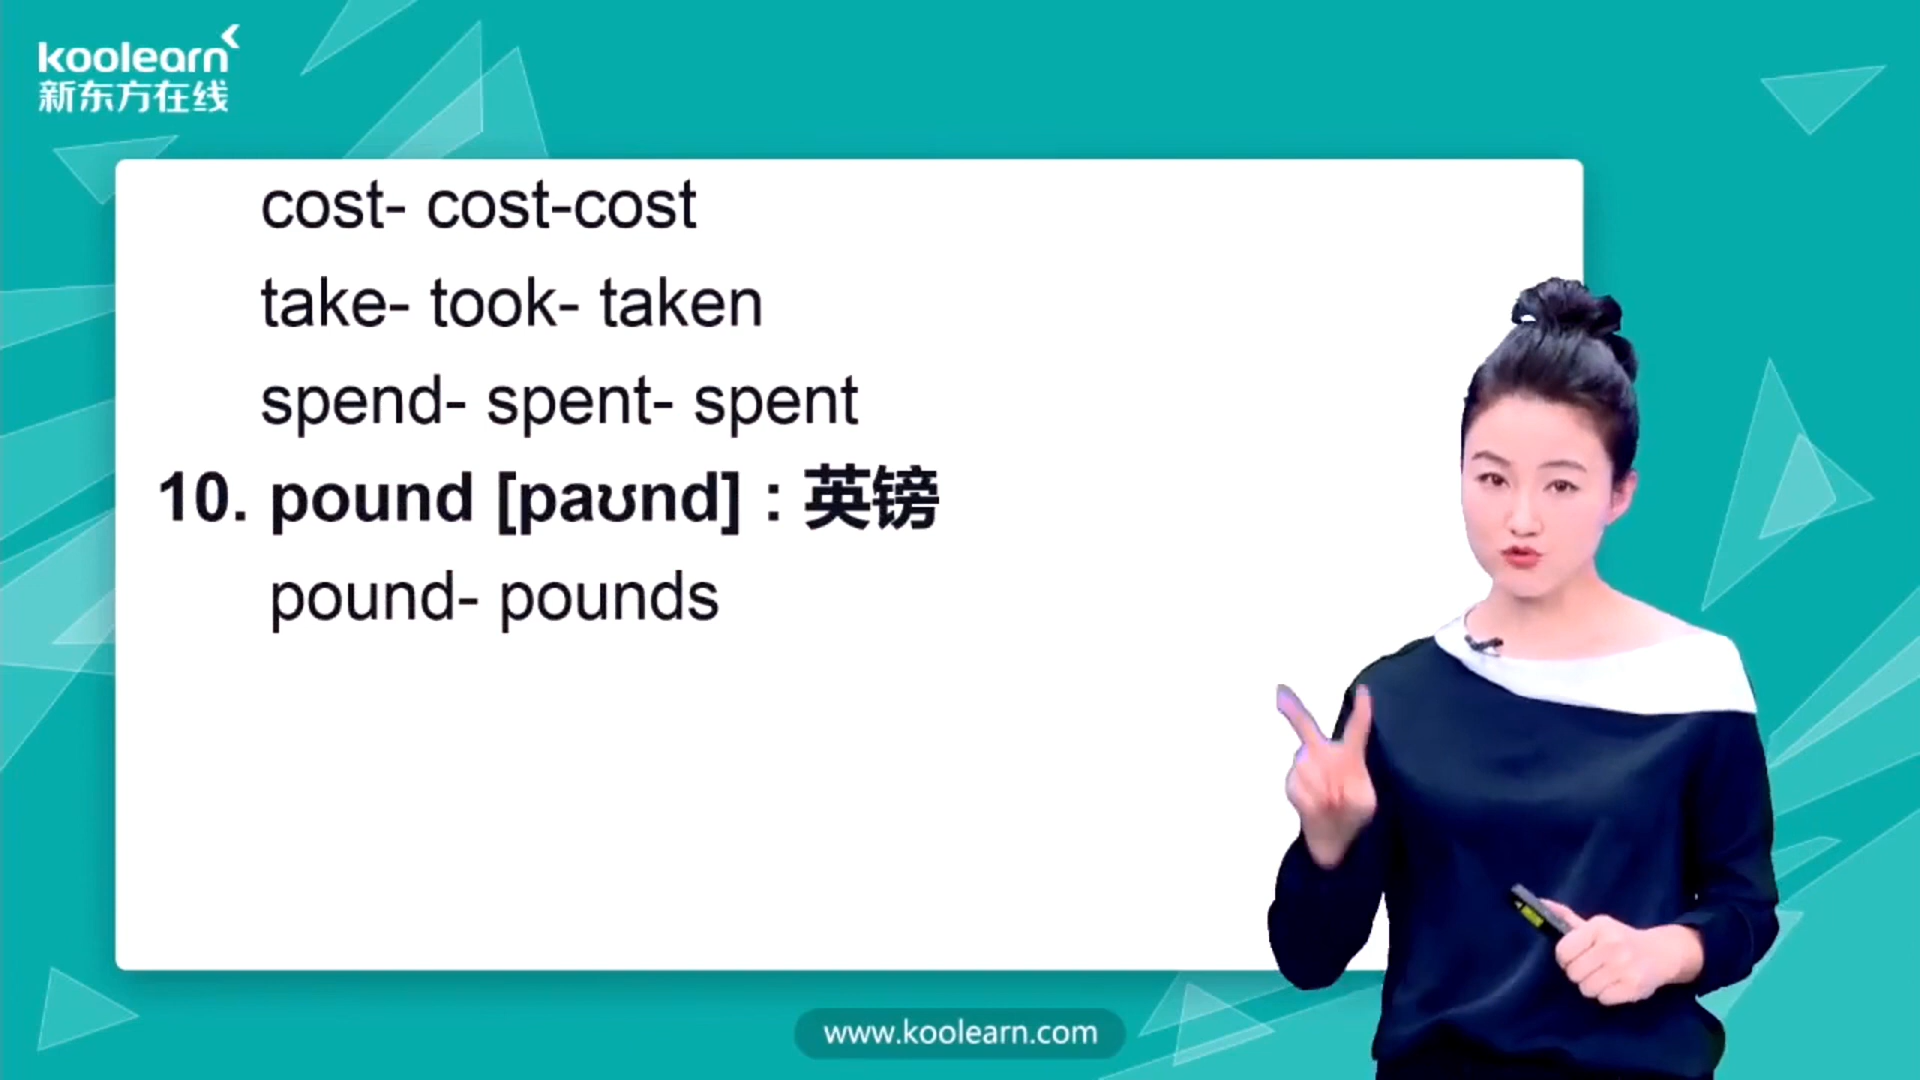 koolearn
新东方在线
cost- cost-cost
take- took- taken
spend- spent- spent
10. pound [paʊnd] : 英镑
pound- pounds
www.koolearn.com